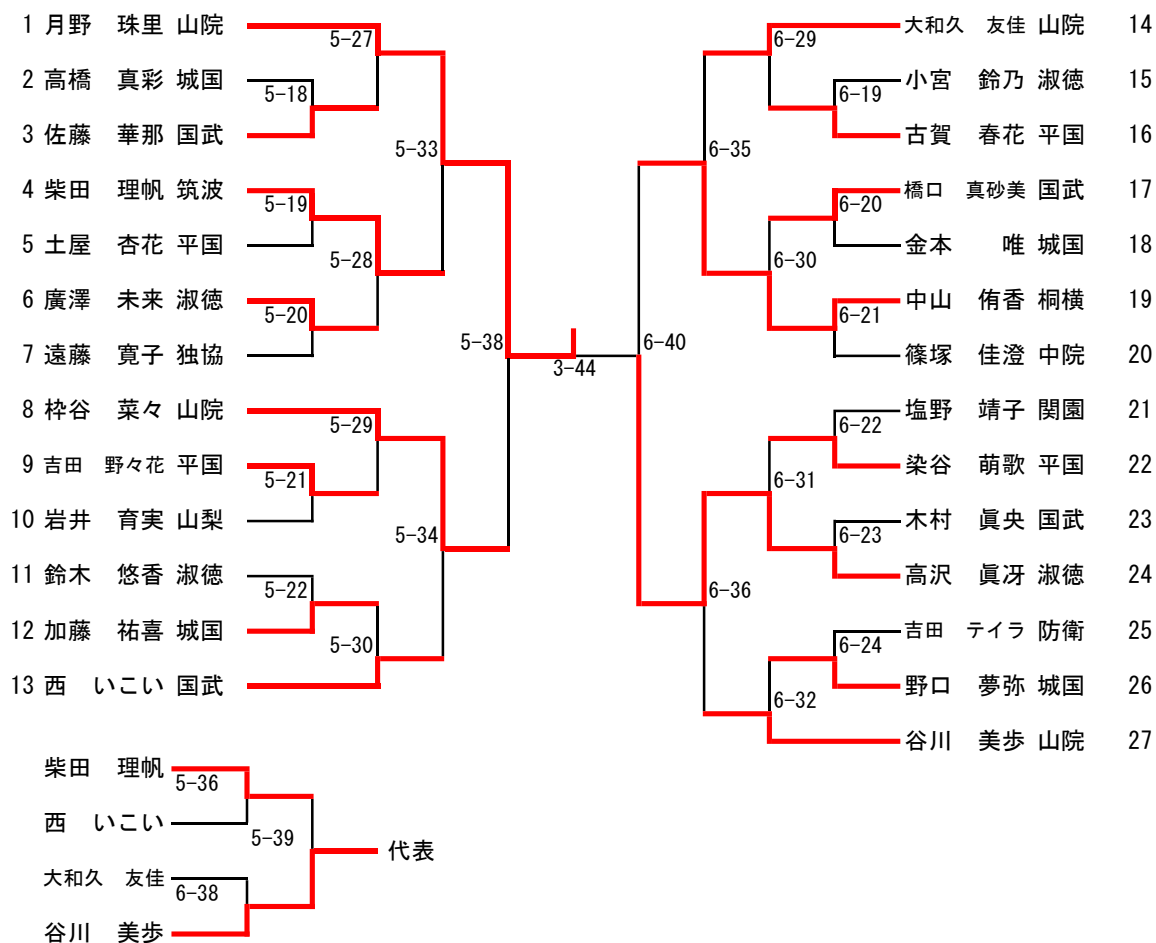 1 月野　珠里 山院
5-27
2 高橋　真彩 城国
5-18
3 佐藤　華那 国武
5-33
4 柴田　理帆 筑波
5-19
5 土屋　杏花 平国
5-28
6 廣澤　未来 淑徳
5-20
7 遠藤　寛子 独協
5-38
8 枠谷　菜々 山院
5-29
9 吉田　野々花 平国
5-21
10 岩井　育実 山梨
5-34
11 鈴木　悠香 淑徳
5-22
12 加藤　祐喜 城国
5-30
13 西　いこい 国武
3-44
大和久　友佳 山院 14
6-29
小宮　鈴乃 淑徳 15
6-19
古賀　春花 平国 16
6-35
橋口　真砂美 国武 17
6-20
金本　　唯 城国 18
6-30
中山　侑香 桐横 19
6-21
篠塚　佳澄 中院 20
6-40
塩野　靖子 関園 21
6-22
染谷　萌歌 平国 22
6-31
木村　眞央 国武 23
6-23
高沢　眞冴 淑徳 24
6-36
吉田　テイラ 防衛 25
6-24
野口　夢弥 城国 26
6-32
谷川　美歩 山院 27
柴田　理帆
5-36
西　いこい
5-39
代表
大和久　友佳
6-38
谷川　美歩